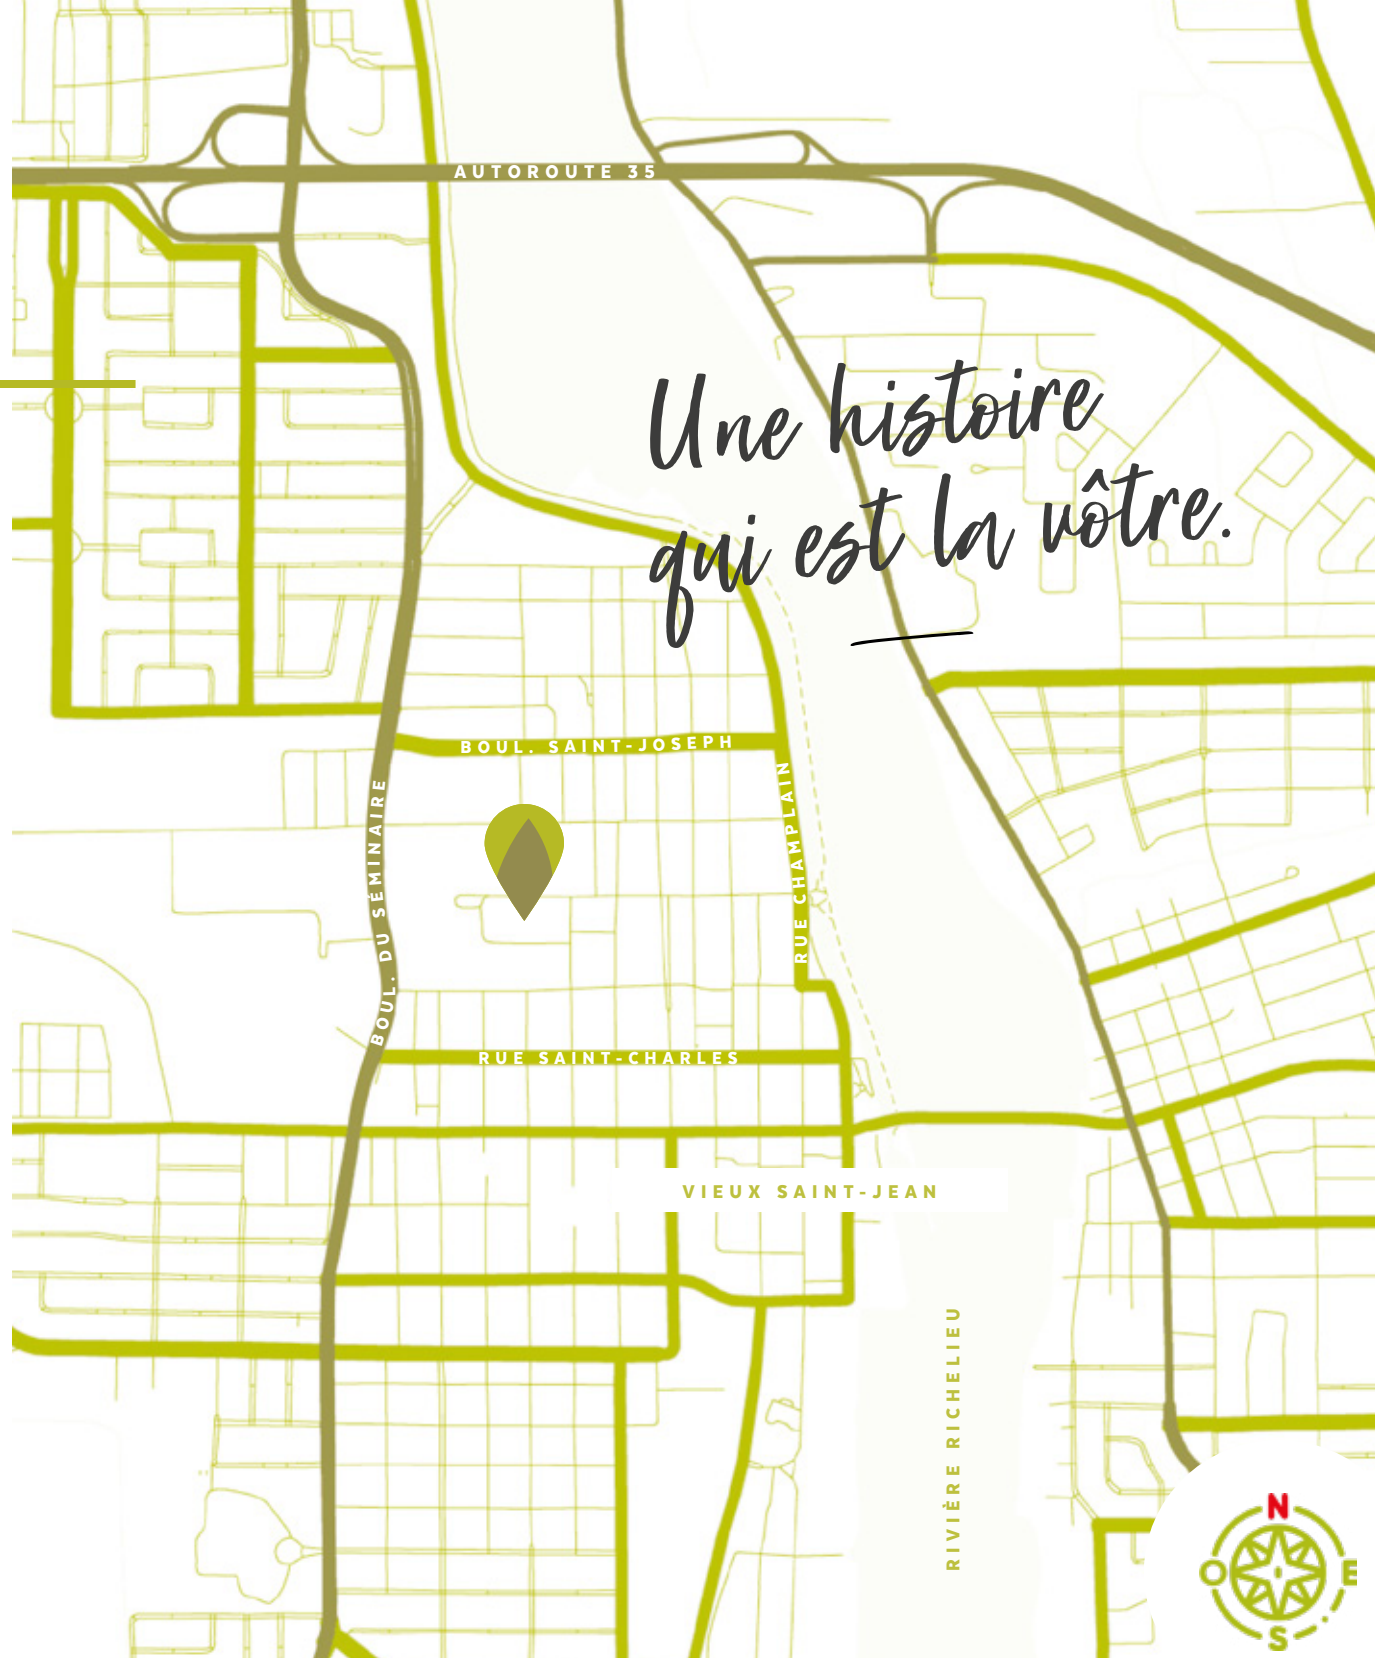 AUTOROUTE 35
Une histoire
qui est la vôtre.
BOUL. SAINT-JOSEPH
RUE CHAMPLAIN
BOUL. DU SÉMINAIRE
RUE SAINT-CHARLES
VIEUX SAINT-JEAN
RIVIÈRE RICHELIEU
N
O
E
S